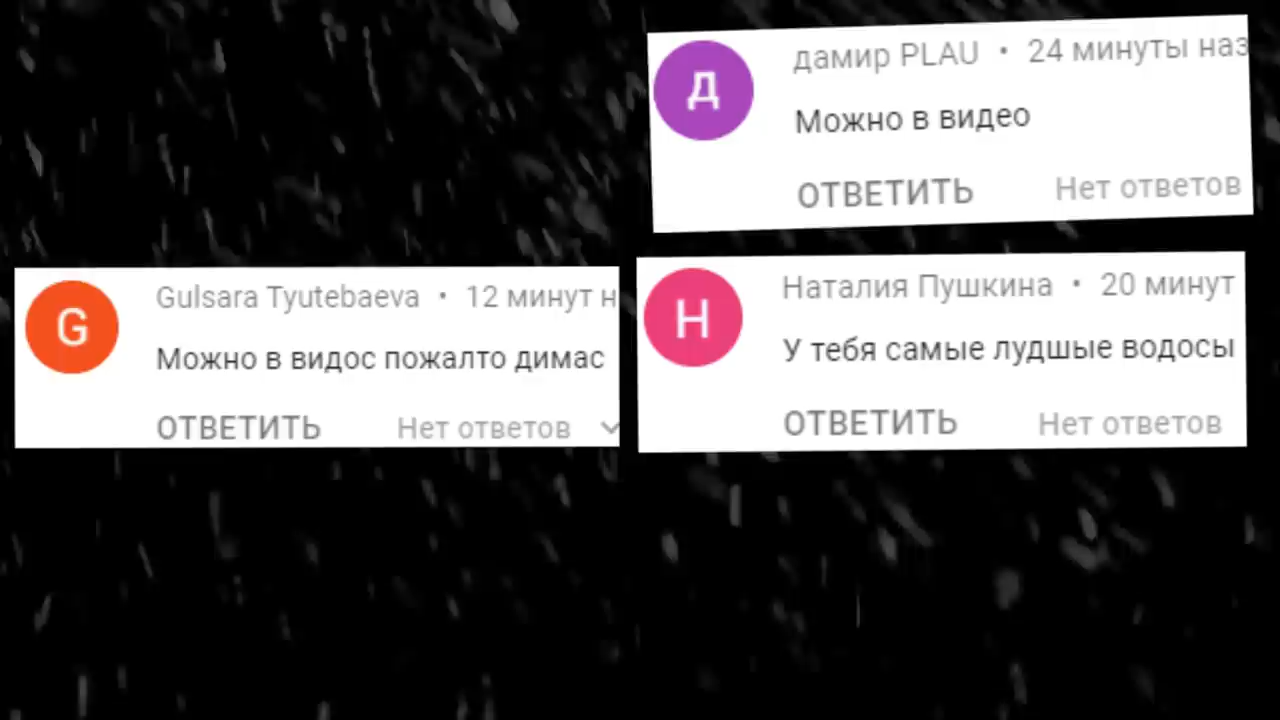 Д
дамир PLAU • 24 минуты наз
Можно в видео
ОТВЕТИТЬ Нет ответов
G
Gulsara Tyutebaeva • 12 минут н
Можно в видос пожалто димас
ОТВЕТИТЬ Нет ответов
Н
Наталия Пушкина • 20 минут
У тебя самые лудшые водосы
ОТВЕТИТЬ Нет ответов